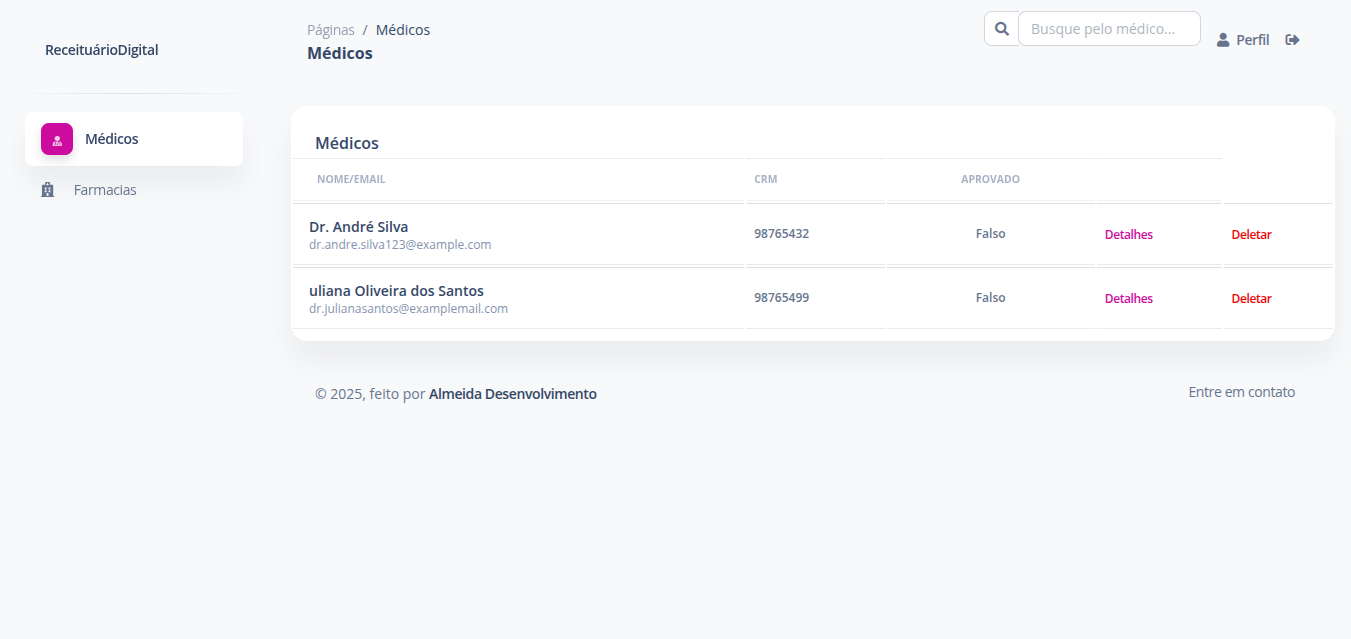 ReceituárioDigital
Médicos
Farmacias
Páginas / Médicos
Médicos
Busque pelo médico...
Perfil
Médicos
NOME/EMAIL CRM APROVADO
Dr. André Silva
dr.andre.silva123@example.com
98765432 Falso Detalhes Deletar
uliana Oliveira dos Santos
dr.julianasantos@examplemail.com
98765499 Falso Detalhes Deletar
© 2025, feito por Almeida Desenvolvimento
Entre em contato